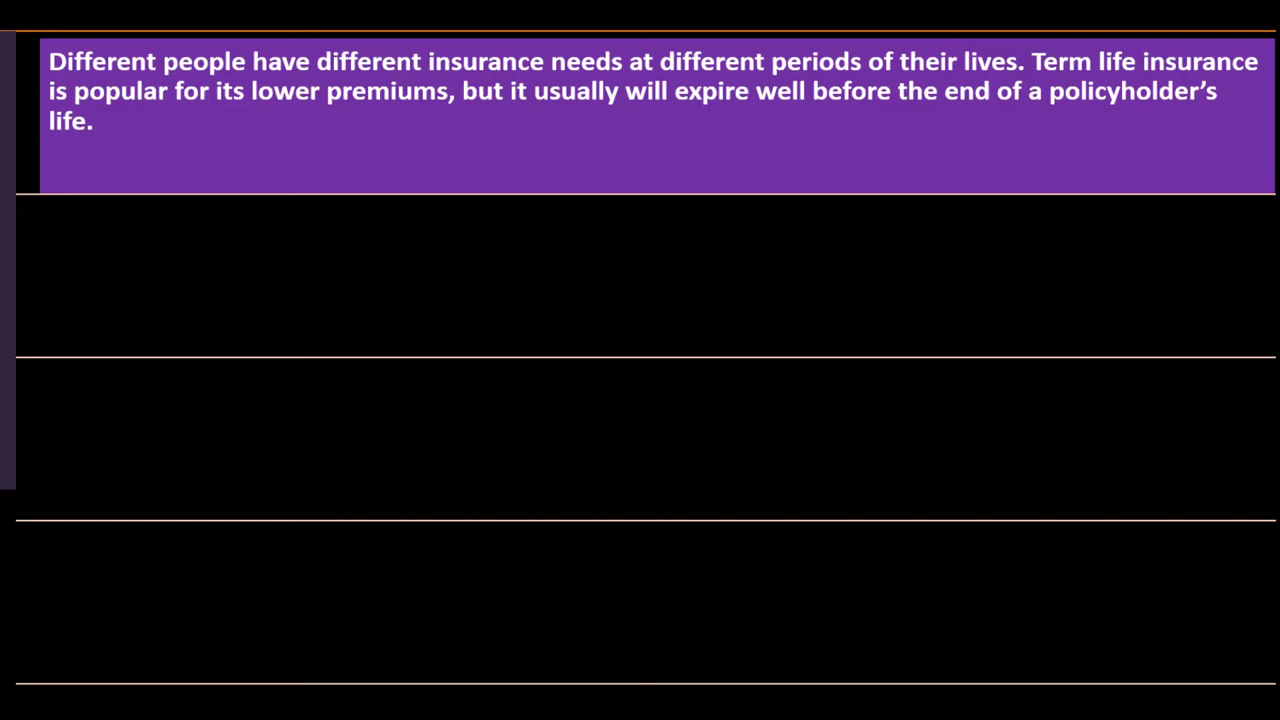 Different people have different insurance needs at different periods of their lives. Term life insurance
is popular for its lower premiums, but it usually will expire well before the end of a policyholder’s
life.